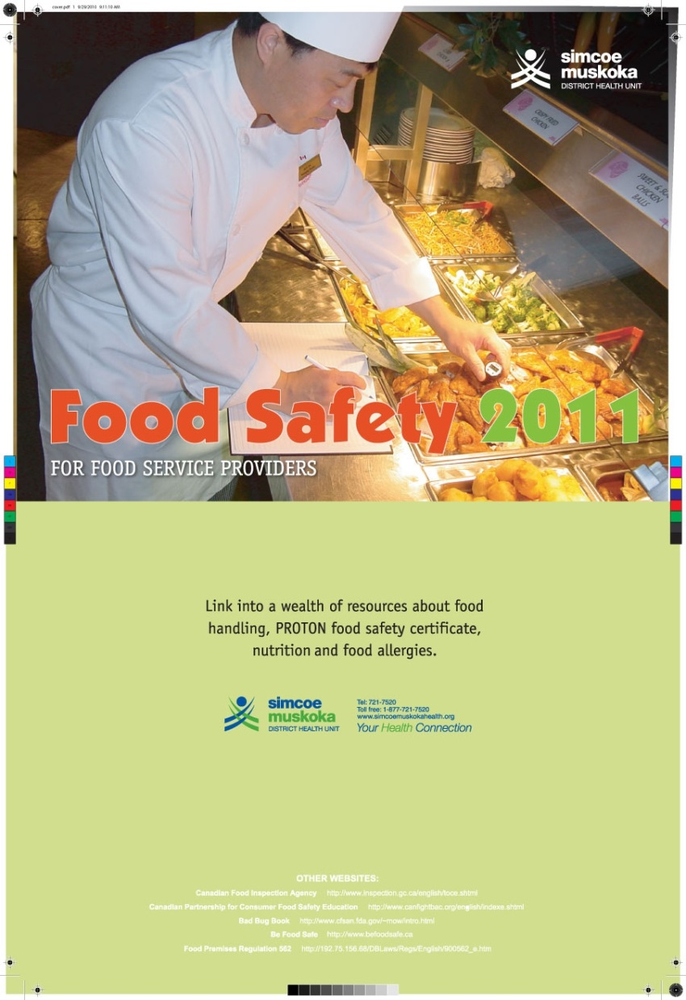 cover.pdf 1 9/29/2010 9:11:10 AM
simcoe
muskoka
DISTRICT HEALTH UNIT
CRISPY FRIED
CHICKEN
SWEET & SO
CHICKEN
BALLS
Food Safety 2011
FOR FOOD SERVICE PROVIDERS
Link into a wealth of resources about food
handling, PROTON food safety certificate,
nutrition and food allergies.
simcoe
muskoka
DISTRICT HEALTH UNIT
Tel: 721-7520
Toll free: 1-877-721-7520
www.simcoemuskokahealth.org
Your Health Connection
OTHER WEBSITES:
Canadian Food Inspection Agency http://www.inspection.gc.ca/english/toce.shtml
Canadian Partnership for Consumer Food Safety Education http://www.canfightbac.org/english/indexe.shtml
Bad Bug Book http://www.cfsan.fda.gov/~mow/intro.html
Be Food Safe http://www.befoodsafe.ca
Food Premises Regulation 562 http://192.75.156.68/DBLaws/Regs/English/900562_e.htm